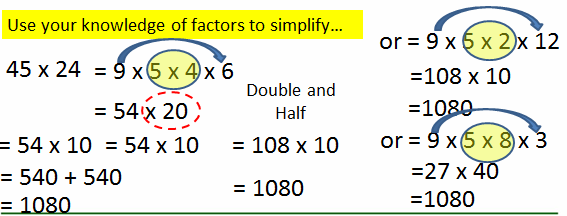 Use your knowledge of factors to simplify…
45 x 24 = 9 x 5 x 4 x 6
= 54 x 20
Double and
Half
= 54 x 10 = 54 x 10 = 108 x 10
= 540 + 540
= 1080
= 1080
or = 9 x 5 x 2 x 12
=108 x 10
=1080
or = 9 x 5 x 8 x 3
=27 x 40
=1080